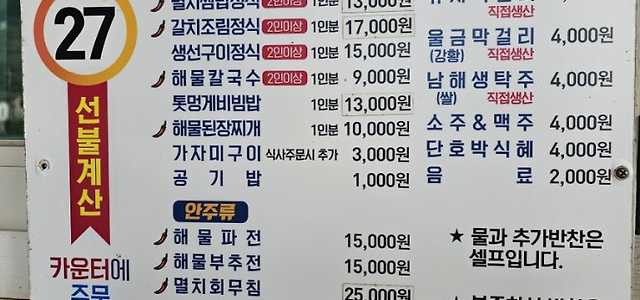 27
선불계산
카운터에
주문
멸치쌈밥정식 2인이상 1인분 13,000원
갈치조림정식 2인이상 1인분 17,000원
생선구이정식 1인분 15,000원
해물칼국수 2인이상 1인분 9,000원
톳멍게비빔밥 1인분 13,000원
해물된장찌개 1인분 10,000원
가자미구이 식사주문시 추가 3,000원
공기밥 1,000원
안주류
해물파전 15,000원
해물부추전 15,000원
멸치회무침 25,000원
직접생산
울금막걸리 4,000원
(강황) 직접생산
남해생탁주 4,000원
(쌀) 직접생산
소주 & 맥주 4,000원
단호박식혜 4,000원
음료 2,000원
★ 물과 추가반찬은
셀프입니다.
★